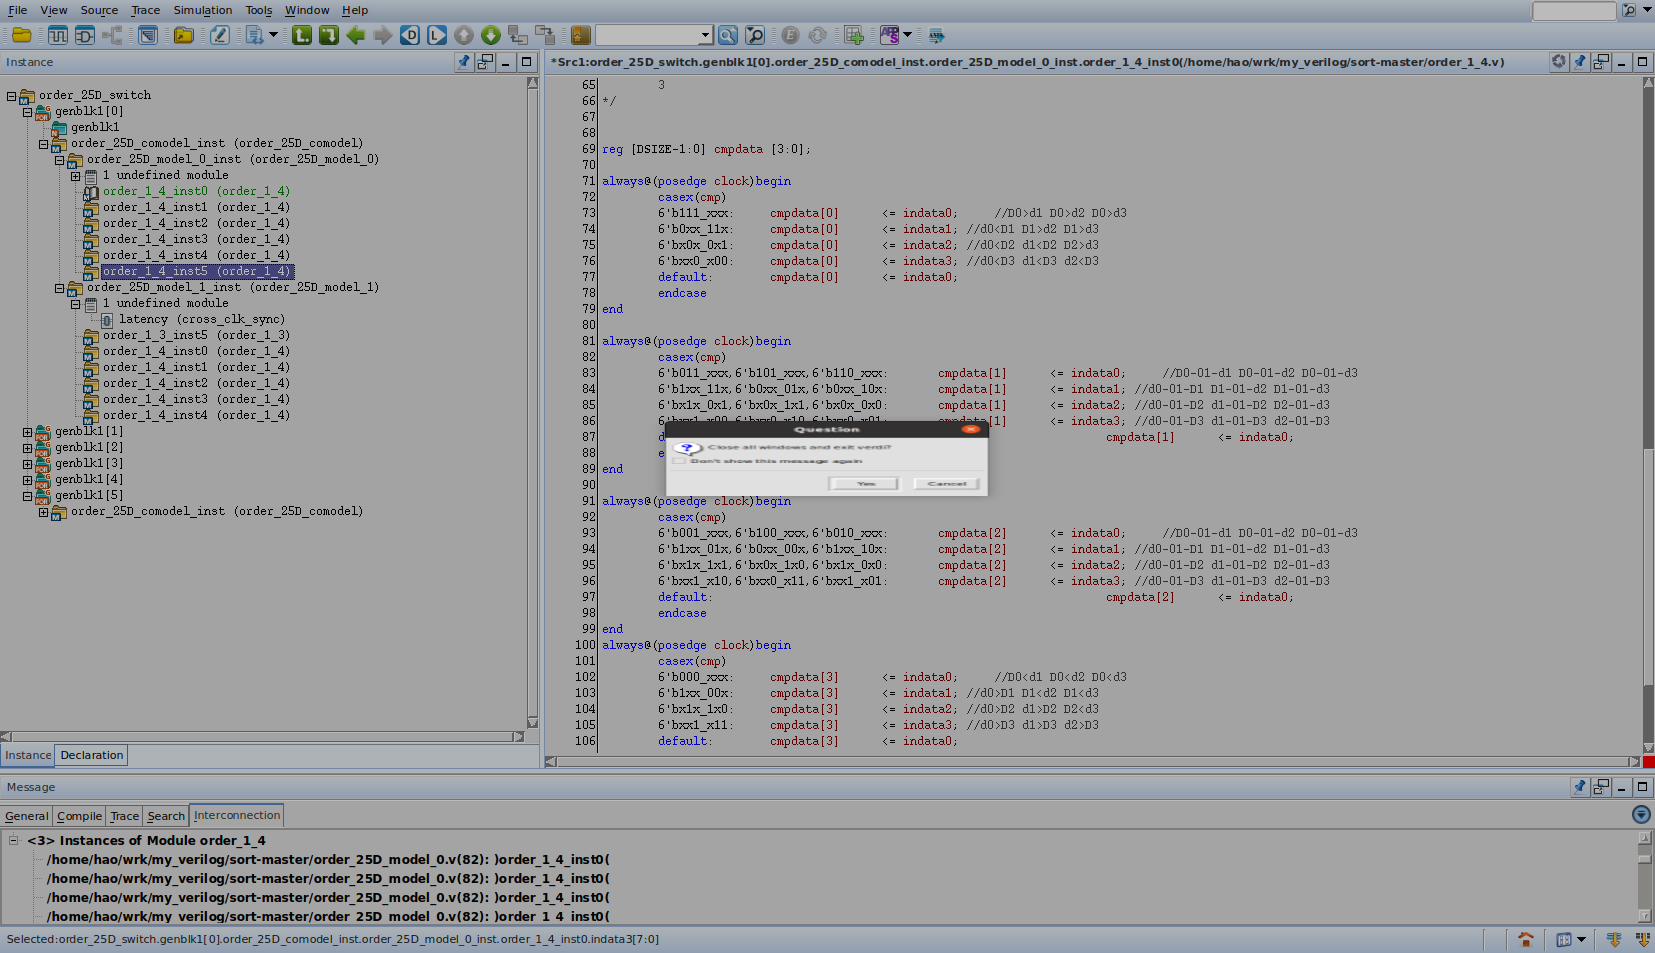 File View Source Trace Simulation Tools Window Help
Instance
order_25D_switch
genblk1[0]
genblk1
order_25D_comodel_inst (order_25D_comodel)
order_25D_model_0_inst (order_25D_model_0)
1 undefined module
order_1_4_inst0 (order_1_4)
order_1_4_inst1 (order_1_4)
order_1_4_inst2 (order_1_4)
order_1_4_inst3 (order_1_4)
order_1_4_inst4 (order_1_4)
order_1_4_inst5 (order_1_4)
order_25D_model_1_inst (order_25D_model_1)
1 undefined module
latency (cross_clk_sync)
order_1_3_inst5 (order_1_3)
order_1_4_inst0 (order_1_4)
order_1_4_inst1 (order_1_4)
order_1_4_inst2 (order_1_4)
order_1_4_inst3 (order_1_4)
order_1_4_inst4 (order_1_4)
genblk1[1]
genblk1[2]
genblk1[3]
genblk1[4]
genblk1[5]
order_25D_comodel_inst (order_25D_comodel)
Instance Declaration
*Src1:order_25D_switch.genblk1[0].order_25D_comodel_inst.order_25D_model_0_inst.order_1_4_inst0(/home/hao/wrk/my_verilog/sort-master/order_1_4.v)
65 3
66 */
67
68
69 reg [DSIZE-1:0] cmpdata [3:0];
70
71 always@(posedge clock)begin
72 casex(cmp)
73 6'b111_xxx: cmpdata[0] <= indata0; //D0>d1 D0>d2 D0>d3
74 6'b0xx_11x: cmpdata[0] <= indata1; //d0<D1 D1>d2 D1>d3
75 6'bx0x_0x1: cmpdata[0] <= indata2; //d0<D2 d1<D2 D2>d3
76 6'bxx0_x00: cmpdata[0] <= indata3; //d0<D3 d1<D3 d2<D3
77 default: cmpdata[0] <= indata0;
78 endcase
79 end
80
81 always@(posedge clock)begin
82 casex(cmp)
83 6'b011_xxx,6'b101_xxx,6'b110_xxx: cmpdata[1] <= indata0; //D0-01-d1 D0-01-d2 D0-01-d3
84 6'b1xx_11x,6'b0xx_01x,6'b0xx_10x: cmpdata[1] <= indata1; //d0-01-D1 D1-01-d2 D1-01-d3
85 6'bx1x_0x1,6'bx0x_1x1,6'bx0x_0x0: cmpdata[1] <= indata2; //d0-01-D2 d1-01-D2 D2-01-d3
86 6'bxx1_x00,6'bxx0_x10,6'bxx0_x01: cmpdata[1] <= indata3; //d0-01-D3 d1-01-D3 d2-01-D3
87 d cmpdata[1] <= indata0;
88 e
89 end
90
91 always@(posedge clock)begin
92 casex(cmp)
93 6'b001_xxx,6'b100_xxx,6'b010_xxx: cmpdata[2] <= indata0; //D0-01-d1 D0-01-d2 D0-01-d3
94 6'b1xx_01x,6'b0xx_00x,6'b1xx_10x: cmpdata[2] <= indata1; //d0-01-D1 D1-01-d2 D1-01-d3
95 6'bx1x_1x1,6'bx0x_1x0,6'bx1x_0x0: cmpdata[2] <= indata2; //d0-01-D2 d1-01-D2 D2-01-d3
96 6'bxx1_x10,6'bxx0_x11,6'bxx1_x01: cmpdata[2] <= indata3; //d0-01-D3 d1-01-D3 d2-01-D3
97 default: cmpdata[2] <= indata0;
98 endcase
99 end
100 always@(posedge clock)begin
101 casex(cmp)
102 6'b000_xxx: cmpdata[3] <= indata0; //D0<d1 D0<d2 D0<d3
103 6'b1xx_00x: cmpdata[3] <= indata1; //d0>D1 D1<d2 D1<d3
104 6'bx1x_1x0: cmpdata[3] <= indata2; //d0>D2 d1>D2 D2<d3
105 6'bxx1_x11: cmpdata[3] <= indata3; //d0>D3 d1>D3 d2>D3
106 default: cmpdata[3] <= indata0;
Question
Close all windows and exit verdi?
Don't show this message again
Yes Cancel
Message
General Compile Trace Search Interconnection
<3> Instances of Module order_1_4
/home/hao/wrk/my_verilog/sort-master/order_25D_model_0.v(82): )order_1_4_inst0(
/home/hao/wrk/my_verilog/sort-master/order_25D_model_0.v(82): )order_1_4_inst0(
/home/hao/wrk/my_verilog/sort-master/order_25D_model_0.v(82): )order_1_4_inst0(
/home/hao/wrk/my_verilog/sort-master/order_25D_model_0.v(82): )order_1_4_inst0(
Selected:order_25D_switch.genblk1[0].order_25D_comodel_inst.order_25D_model_0_inst.order_1_4_inst0.indata3[7:0]